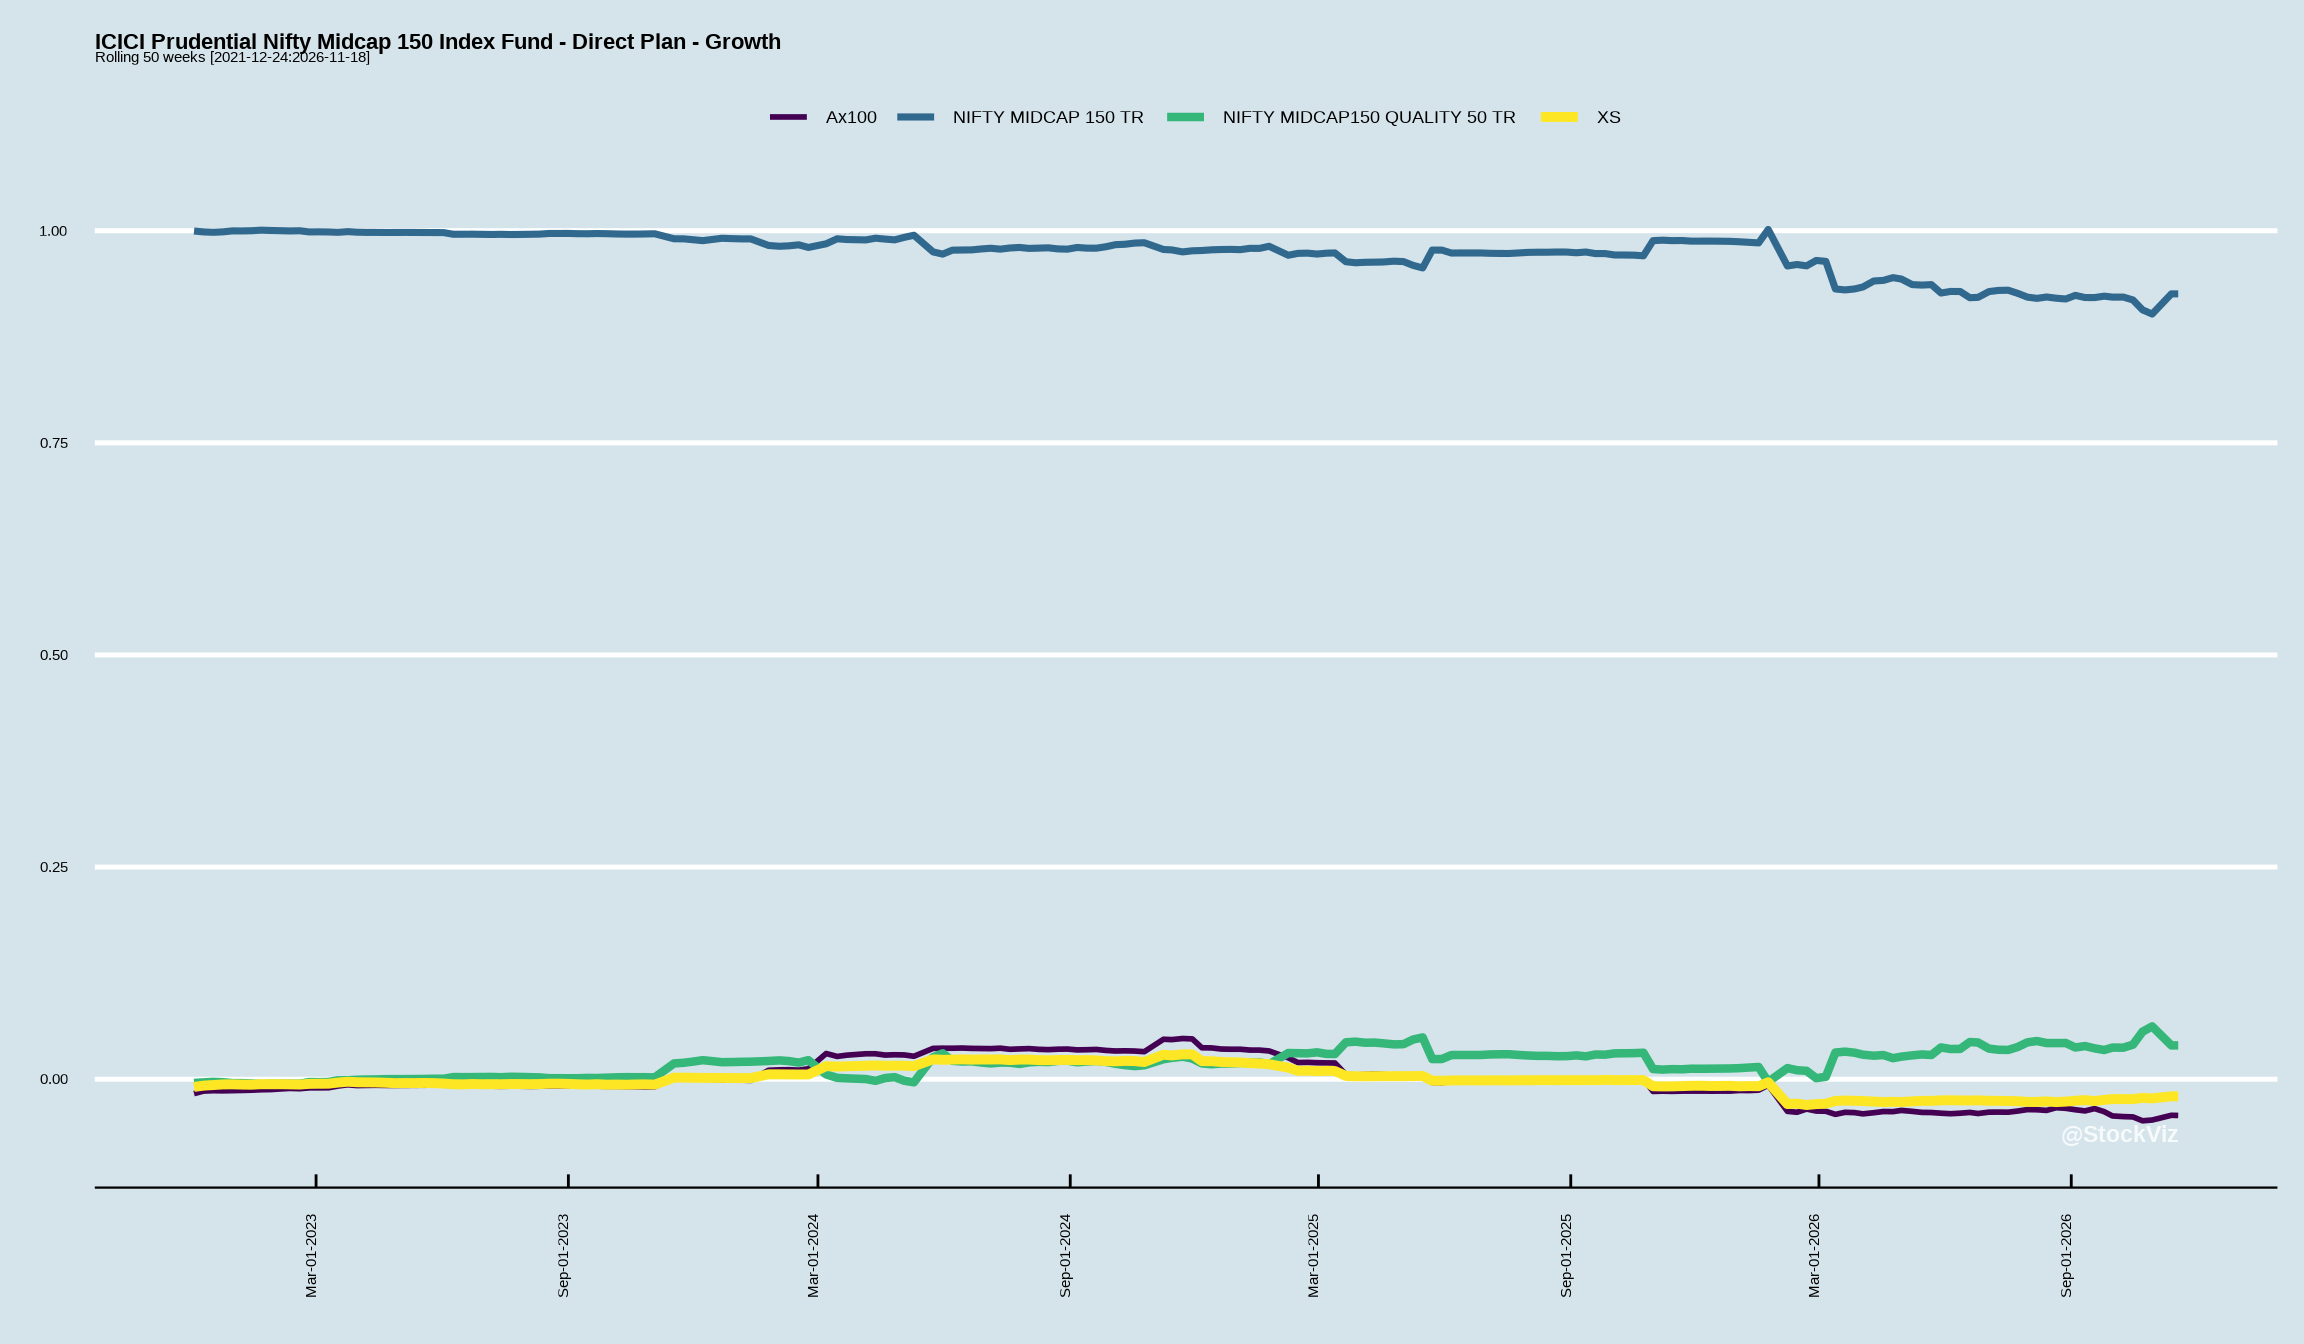 ICICI Prudential Nifty Midcap 150 Index Fund - Direct Plan - Growth
Rolling 50 weeks [2021-12-24:2026-11-18]
Ax100 NIFTY MIDCAP 150 TR NIFTY MIDCAP150 QUALITY 50 TR XS
1.00
0.75
0.50
0.25
0.00
@StockViz
Mar-01-2023 Sep-01-2023 Mar-01-2024 Sep-01-2024 Mar-01-2025 Sep-01-2025 Mar-01-2026 Sep-01-2026